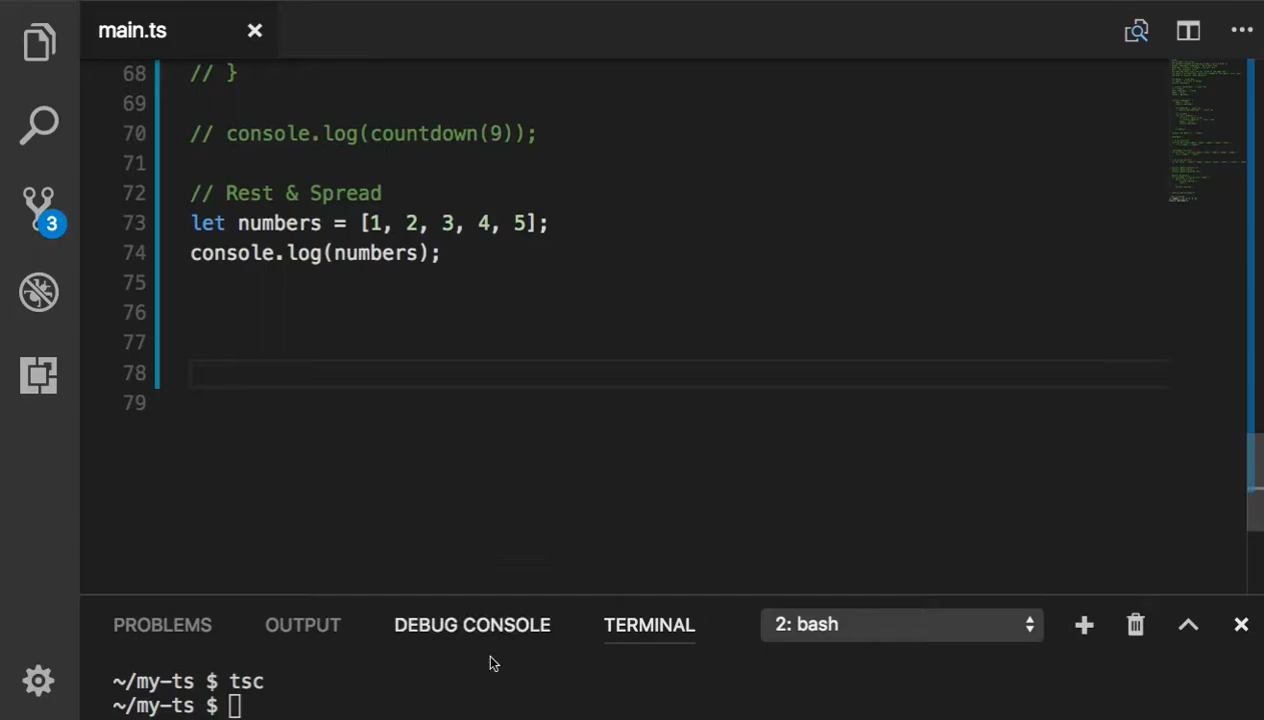 main.ts
3
68 // }
69
70 // console.log(countdown(9));
71
72 // Rest & Spread
73 let numbers = [1, 2, 3, 4, 5];
74 console.log(numbers);
75
76
77
78
79
PROBLEMS OUTPUT DEBUG CONSOLE TERMINAL 2: bash
~/my-ts $ tsc
~/my-ts $